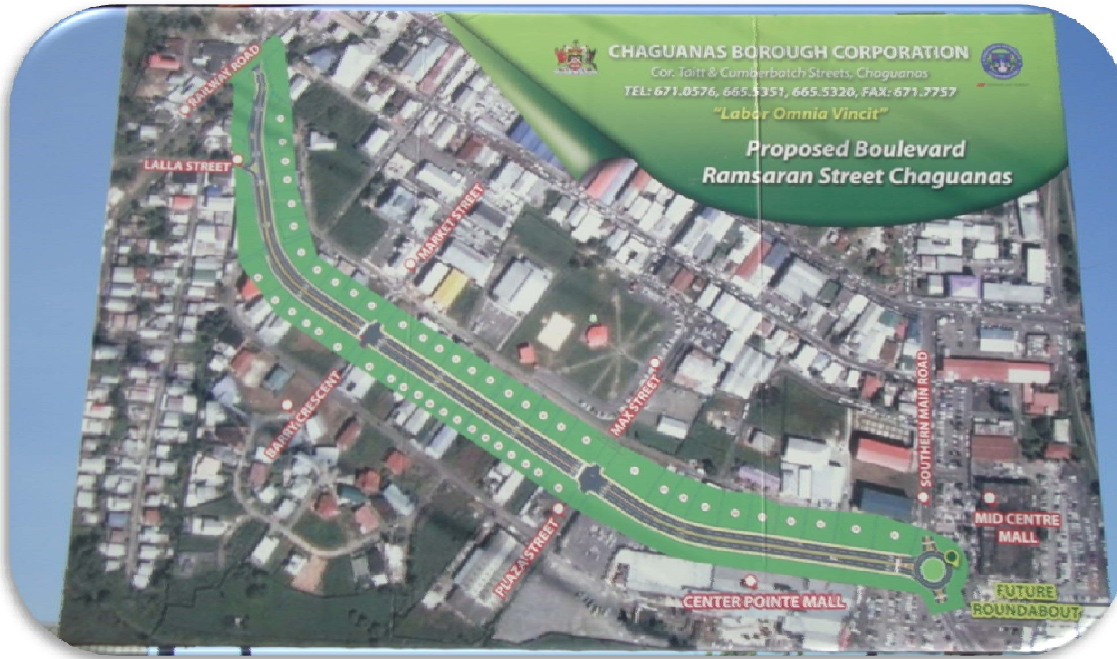 CHAGUANAS BOROUGH CORPORATION
Cor. Taitt & Cumberbatch Streets, Chaguanas
TEL: 671.0576, 665.5351, 665.5320, FAX: 671.7757
"Labor Omnia Vincit"
Proposed Boulevard
Ramsaran Street Chaguanas
RAILWAY ROAD
LALLA STREET
MARKET STREET
BARRY CRESCENT
MAX STREET
SOUTHERN MAIN ROAD
PLAZA STREET
MID CENTRE
MALL
CENTER POINTE MALL
FUTURE
ROUNDABOUT